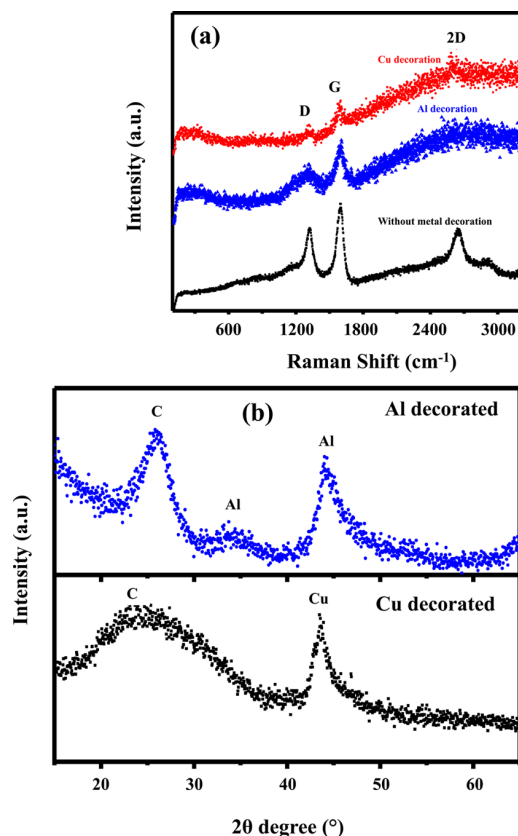 (a)
2D
Cu decoration
G
D
Al decoration
Without metal decoration
Intensity (a.u.)
600 1200 1800 2400 3000
Raman Shift (cm⁻¹)
(b)
C
Al decorated
Al
Al
C
Cu
Cu decorated
Intensity (a.u.)
20 30 40 50 60
2θ degree (°)